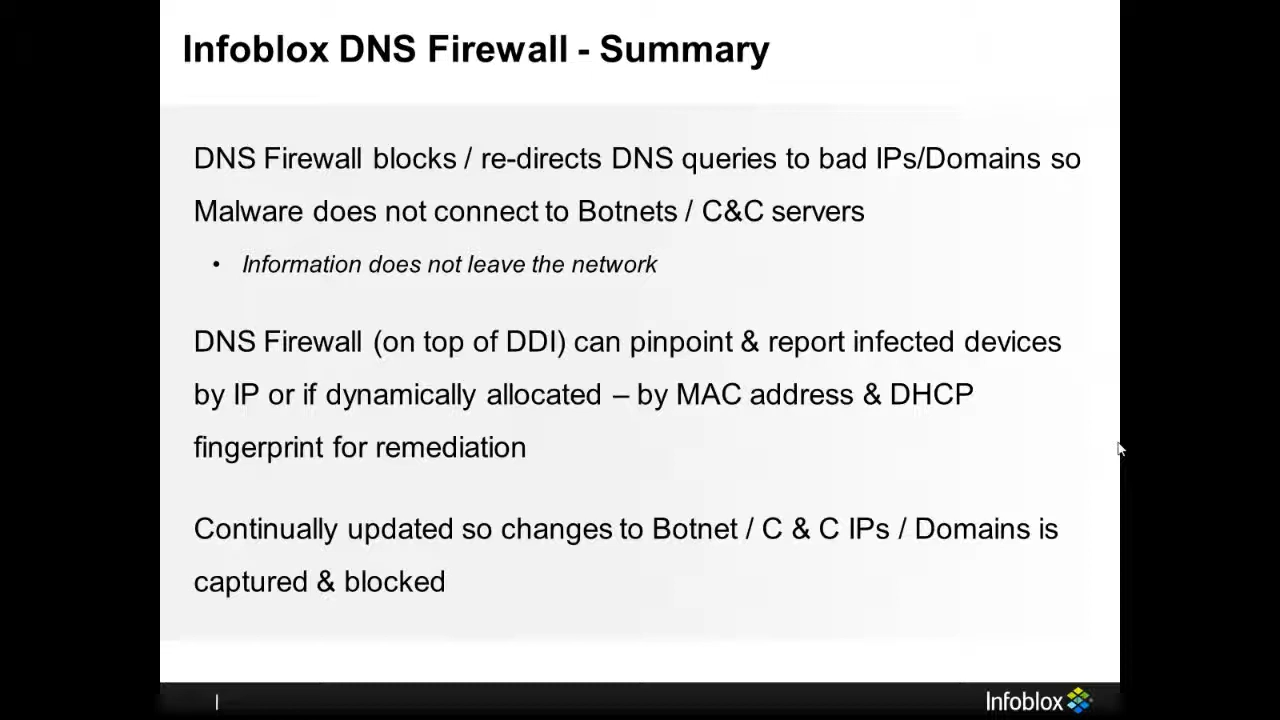 Infoblox DNS Firewall - Summary
DNS Firewall blocks / re-directs DNS queries to bad IPs/Domains so
Malware does not connect to Botnets / C&C servers
• Information does not leave the network
DNS Firewall (on top of DDI) can pinpoint & report infected devices
by IP or if dynamically allocated – by MAC address & DHCP
fingerprint for remediation
Continually updated so changes to Botnet / C & C IPs / Domains is
captured & blocked
|
Infoblox